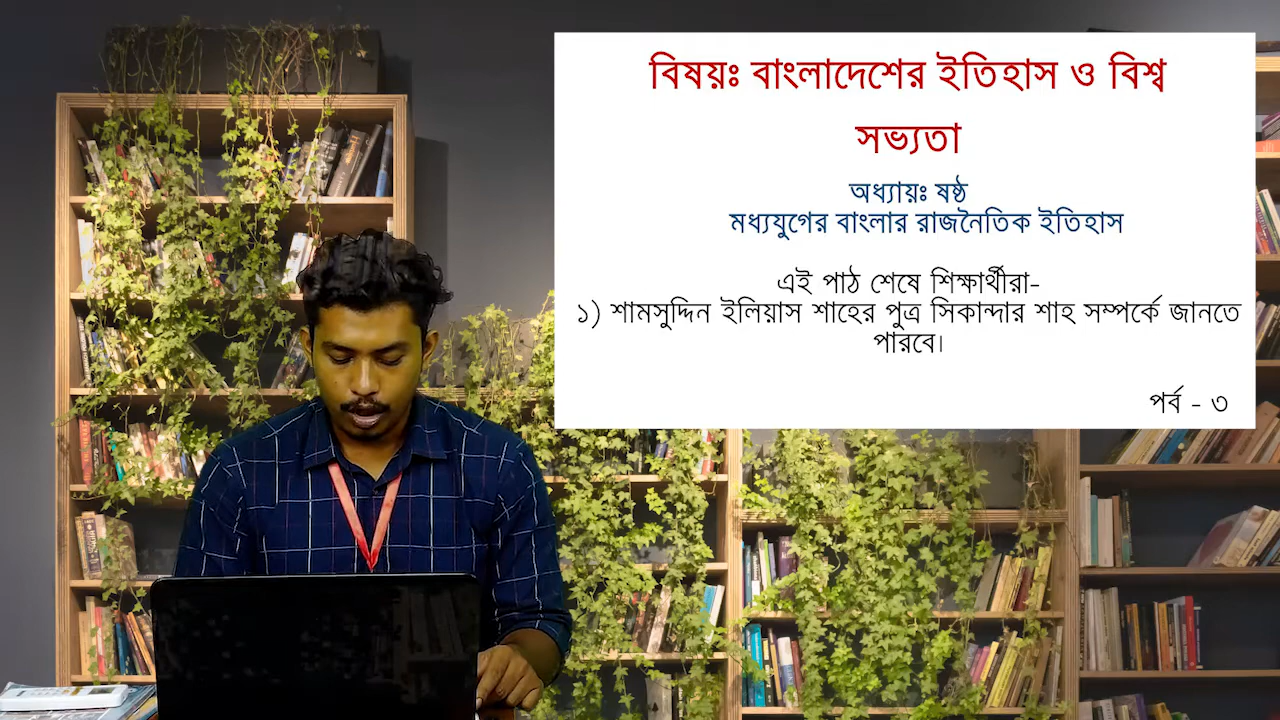 বিষয়ঃ বাংলাদেশের ইতিহাস ও বিশ্ব
সভ্যতা
অধ্যায়ঃ ষষ্ঠ
মধ্যযুগের বাংলার রাজনৈতিক ইতিহাস
এই পাঠ শেষে শিক্ষার্থীরা-
১) শামসুদ্দিন ইলিয়াস শাহের পুত্র সিকান্দার শাহ সম্পর্কে জানতে
পারবে।
পর্ব - ৩